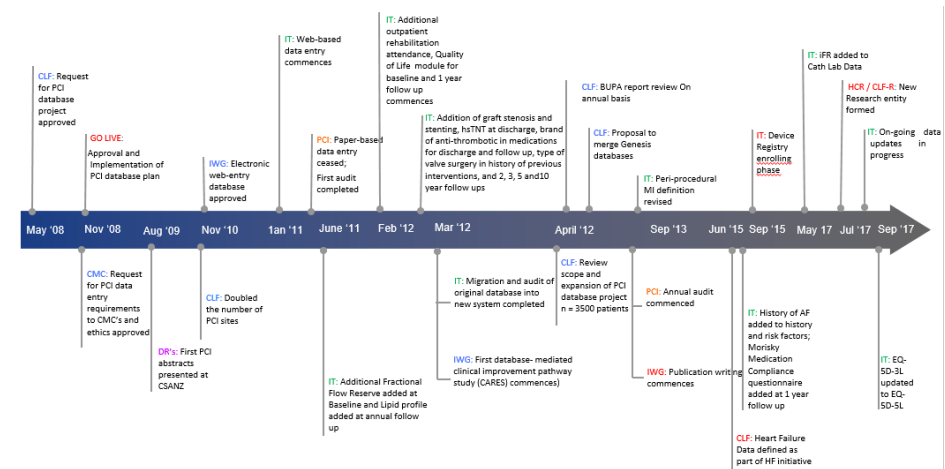 CLF: Request
for PCI
database
project
approved
GO LIVE:
Approval and
Implementation of
PCI database plan
IWG: Electronic
web-entry
database
approved
IT: Web-based
data entry
commences
PCI: Paper-based
data entry
ceased;
First audit
completed
IT: Additional
outpatient
rehabilitation
attendance, Quality
of Life module for
baseline and 1 year
follow up
commences
IT: Addition of graft stenosis and
stenting, hsTNT at discharge, brand
of anti-thrombotic in medications
for discharge and follow up, type of
valve surgery in history of previous
interventions, and 2, 3, 5 and10
year follow ups
CLF: BUPA report review On
annual basis
CLF: Proposal to
merge Genesis
databases
IT: Peri-procedural
MI definition
revised
IT: Device
Registry
enrolling
phase
IT: iFR added to
Cath Lab Data
HCR / CLF-R: New
Research entity
formed
IT: On-going data
updates in
progress
May '08
Nov '08
Aug '09
Nov '10
1an '11
June '11
Feb '12
Mar '12
April '12
Sep '13
Jun '15
Sep '15
May 17
Jul '17
Sep '17
CMC: Request
for PCI data
entry
requirements
to CMC's and
ethics approved
DR's: First PCI
abstracts
presented at
CSANZ
CLF: Doubled
the number of
PCI sites
IT: Additional Fractional
Flow Reserve added at
Baseline and Lipid profile
added at annual follow
up
IT: Migration and audit of
original database into
new system completed
IWG: First database- mediated
clinical improvement pathway
study (CARES) commences)
CLF: Review
scope and
expansion of PCI
database project
n = 3500 patients
PCI: Annual audit
commenced
IWG: Publication writing
commences
CLF: Heart Failure
Data defined as
part of HF initiative
IT: History of AF
added to history
and risk factors;
Morisky
Medication
Compliance
questionnaire
added at 1 year
follow up
IT: EQ-
5D-3L
updated
to EQ-
5D-5L